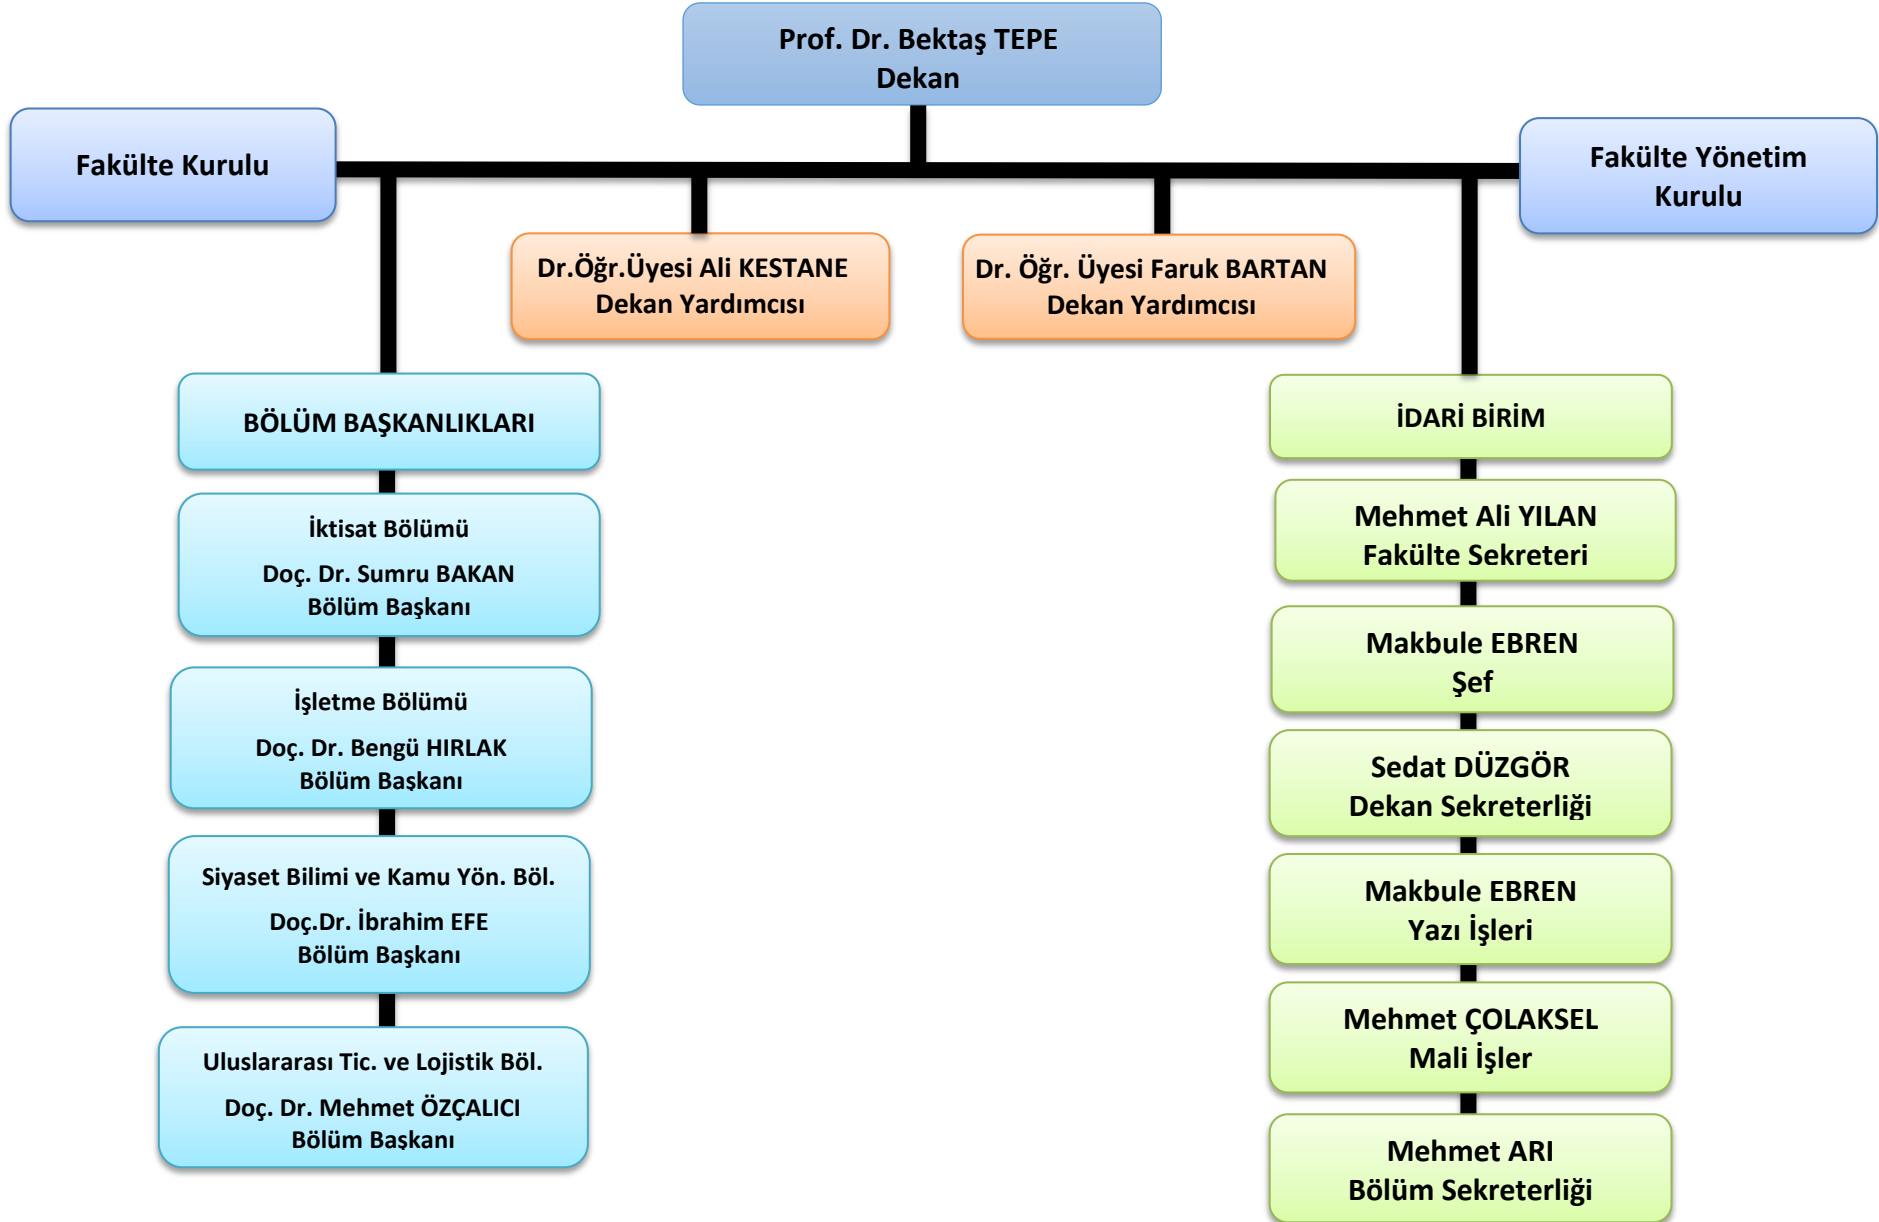 Prof. Dr. Bektaş TEPE
Dekan
Fakülte Kurulu
Fakülte Yönetim
Kurulu
Dr.Öğr.Üyesi Ali KESTANE
Dekan Yardımcısı
Dr. Öğr. Üyesi Faruk BARTAN
Dekan Yardımcısı
BÖLÜM BAŞKANLIKLARI
İktisat Bölümü
Doç. Dr. Sumru BAKAN
Bölüm Başkanı
İşletme Bölümü
Doç. Dr. Bengü HIRLAK
Bölüm Başkanı
Siyaset Bilimi ve Kamu Yön. Böl.
Doç.Dr. İbrahim EFE
Bölüm Başkanı
Uluslararası Tic. ve Lojistik Böl.
Doç. Dr. Mehmet ÖZÇALICI
Bölüm Başkanı
İDARİ BİRİM
Mehmet Ali YILAN
Fakülte Sekreteri
Makbule EBREN
Şef
Sedat DÜZGÖR
Dekan Sekreterliği
Makbule EBREN
Yazı İşleri
Mehmet ÇOLAKSEL
Mali İşler
Mehmet ARI
Bölüm Sekreterliği